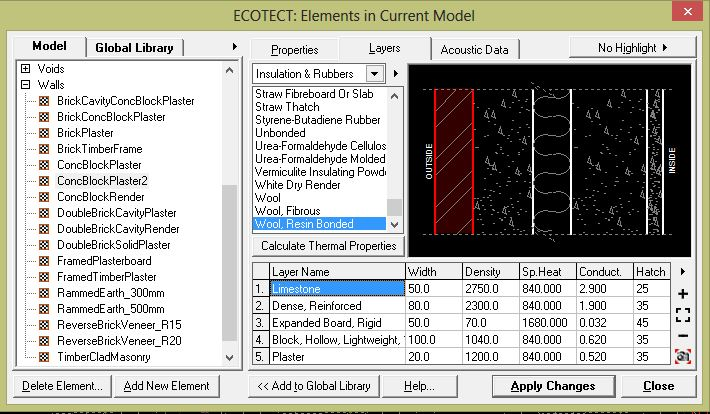 ECOTECT: Elements in Current Model
Model
Global Library
Voids
Walls
BrickCavityConcBlockPlaster
BrickConcBlockPlaster
BrickPlaster
BrickTimberFrame
ConcBlockPlaster
ConcBlockPlaster2
ConcBlockRender
DoubleBrickCavityPlaster
DoubleBrickCavityRender
DoubleBrickSolidPlaster
FramedPlasterboard
FramedTimberPlaster
RammedEarth_300mm
RammedEarth_500mm
ReverseBrickVeneer_R15
ReverseBrickVeneer_R20
TimberCladMasonry
Delete Element...
Add New Element
Properties
Layers
Acoustic Data
No Highlight
Insulation & Rubbers
Straw Fibreboard Or Slab
Straw Thatch
Styrene-Butadiene Rubber
Unbonded
Urea-Formaldehyde Cellulos
Urea-Formaldehyde Molded
Vermiculite Insulating Powde
White Dry Render
Wool
Wool, Fibrous
Wool, Resin Bonded
Calculate Thermal Properties
OUTSIDE
INSIDE
Layer Name Width Density Sp.Heat Conduct. Hatch
1. Limestone 50.0 2750.0 840.000 2.900 25
2. Dense, Reinforced 80.0 2300.0 840.000 1.900 35
3. Expanded Board, Rigid 50.0 70.0 1680.000 0.032 45
4. Block, Hollow, Lightweight, 100.0 1040.0 840.000 0.620 35
5. Plaster 20.0 1200.0 840.000 0.520 35
<< Add to Global Library
Help...
Apply Changes
Close